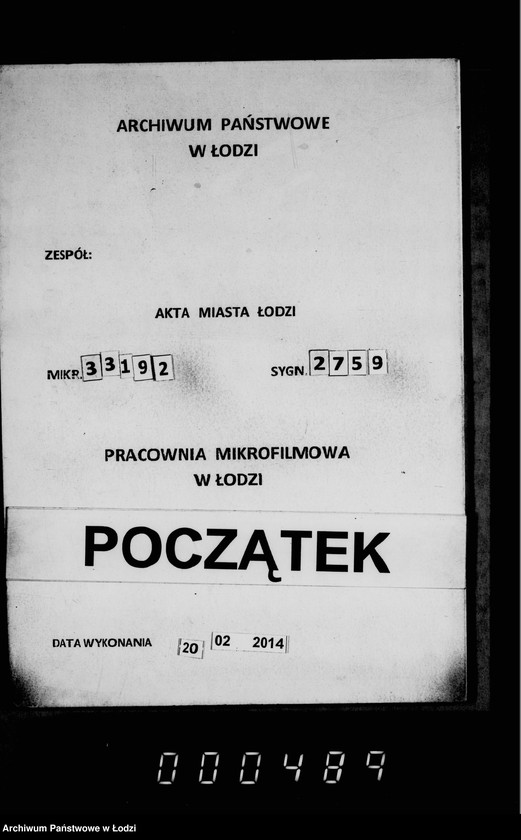 ARCHIWUM PAŃSTWOWE
W ŁODZI
ZESPÓŁ:
AKTA MIASTA ŁODZI
MIKR. 33192 SYGN. 2759
PRACOWNIA MIKROFILMOWA
W ŁODZI
POCZĄTEK
DATA WYKONANIA 20 02 2014
000489
Archiwum Państwowe w Łodzi